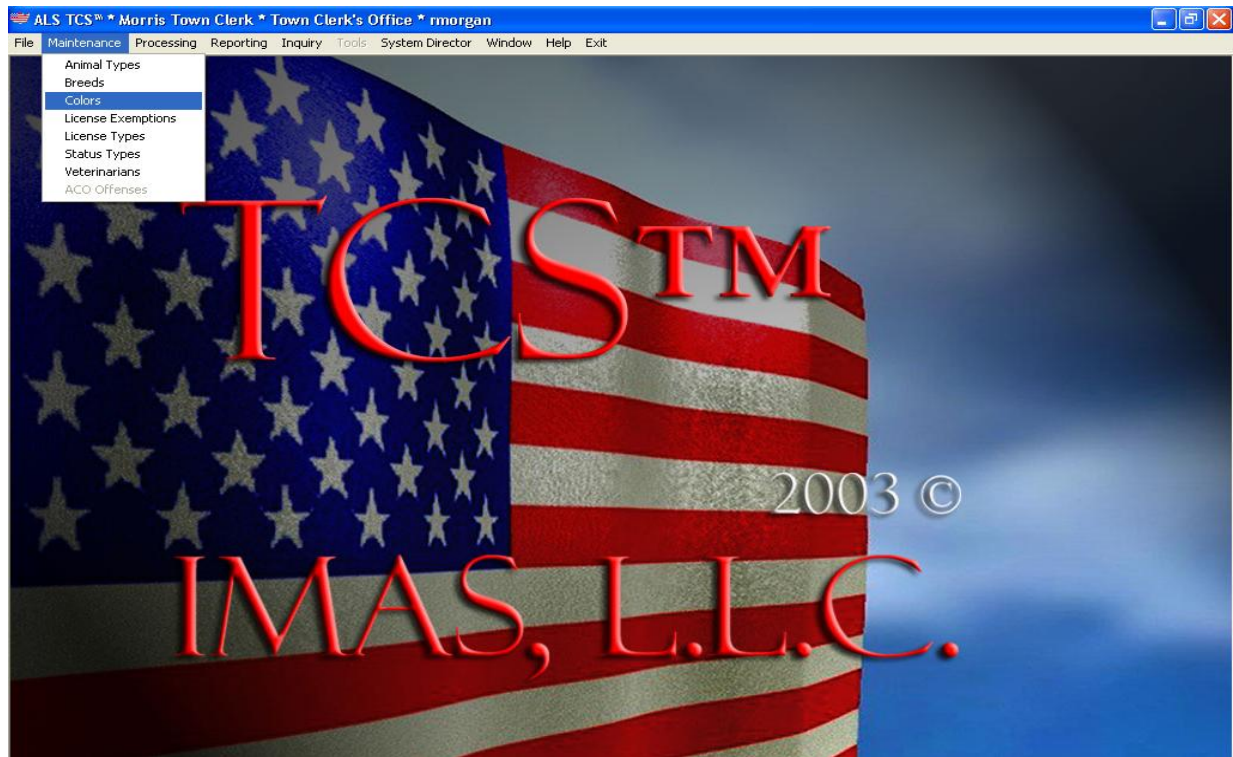 ALS TCS™ * Morris Town Clerk * Town Clerk's Office * rmorgan
File Maintenance Processing Reporting Inquiry Tools System Director Window Help Exit
Animal Types
Breeds
Colors
License Exemptions
License Types
Status Types
Veterinarians
ACO Offenses
TCS™
2003 ©
IMAS, L.L.C.